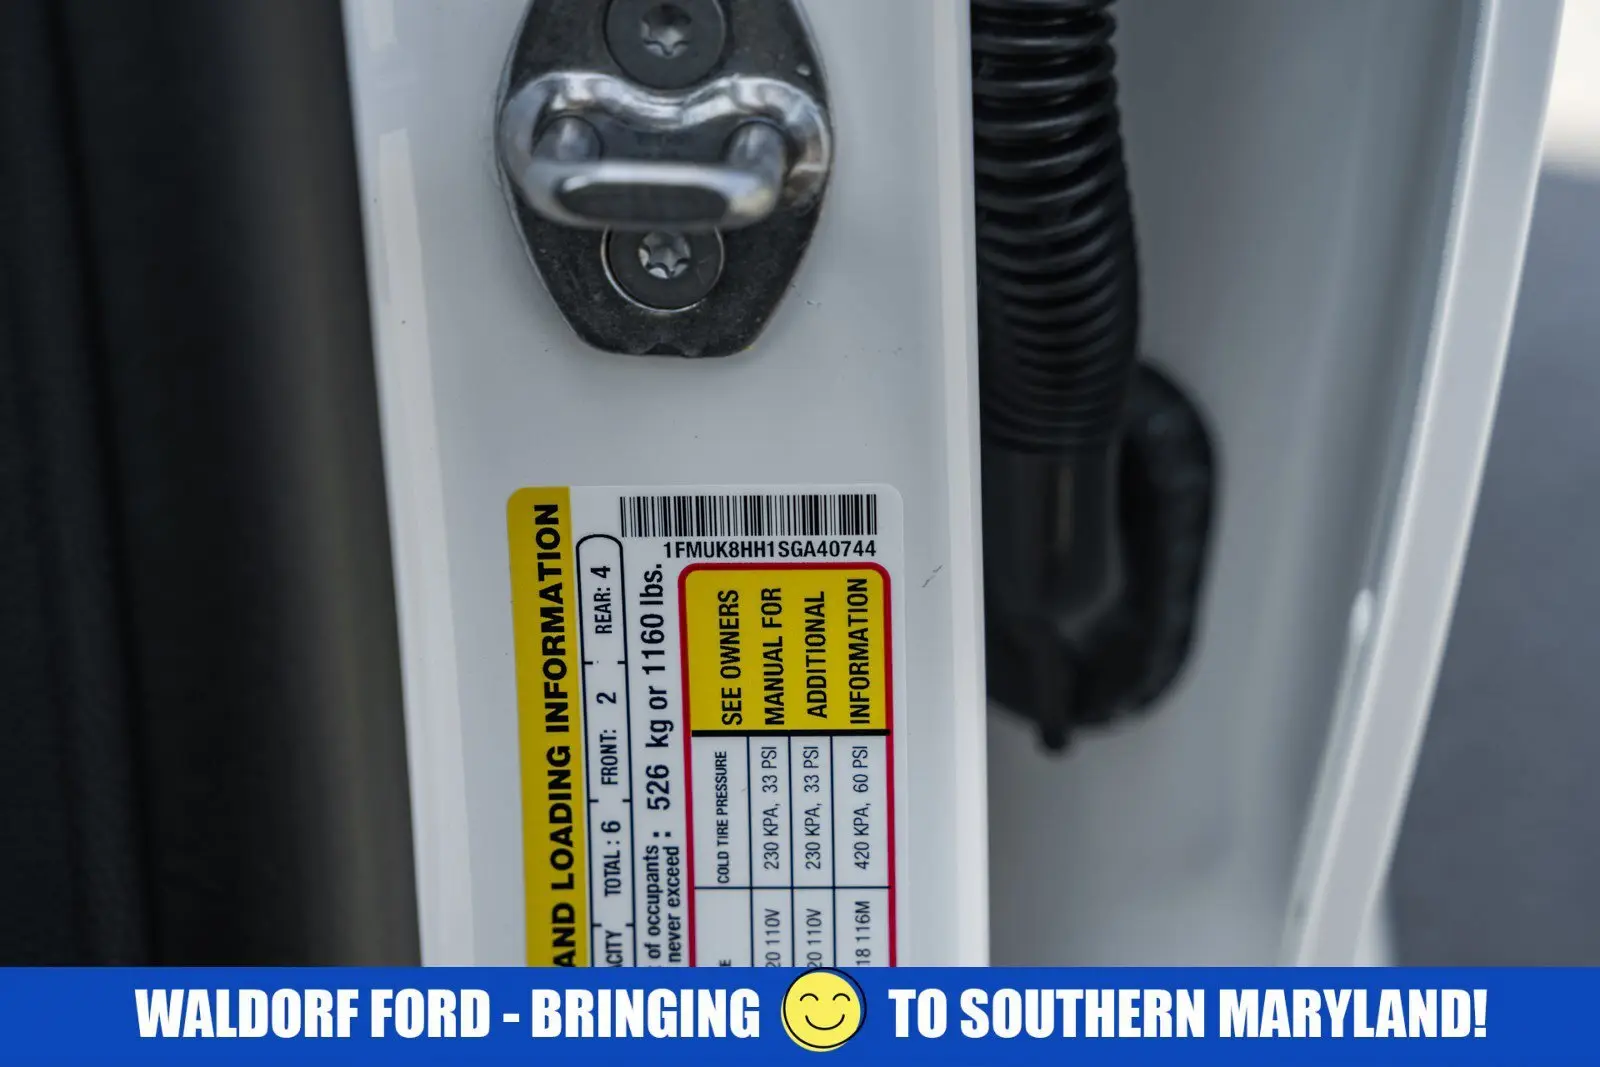 1FMUK8HH1SGA40744
AND LOADING INFORMATION
TOTAL : 6 FRONT: 2 REAR: 4
of occupants :
never exceed : 526 kg or 1160 lbs.
COLD TIRE PRESSURE SEE OWNERS
20 110V 230 KPA, 33 PSI MANUAL FOR
20 110V 230 KPA, 33 PSI ADDITIONAL
18 116M 420 KPA, 60 PSI INFORMATION
WALDORF FORD - BRINGING TO SOUTHERN MARYLAND!